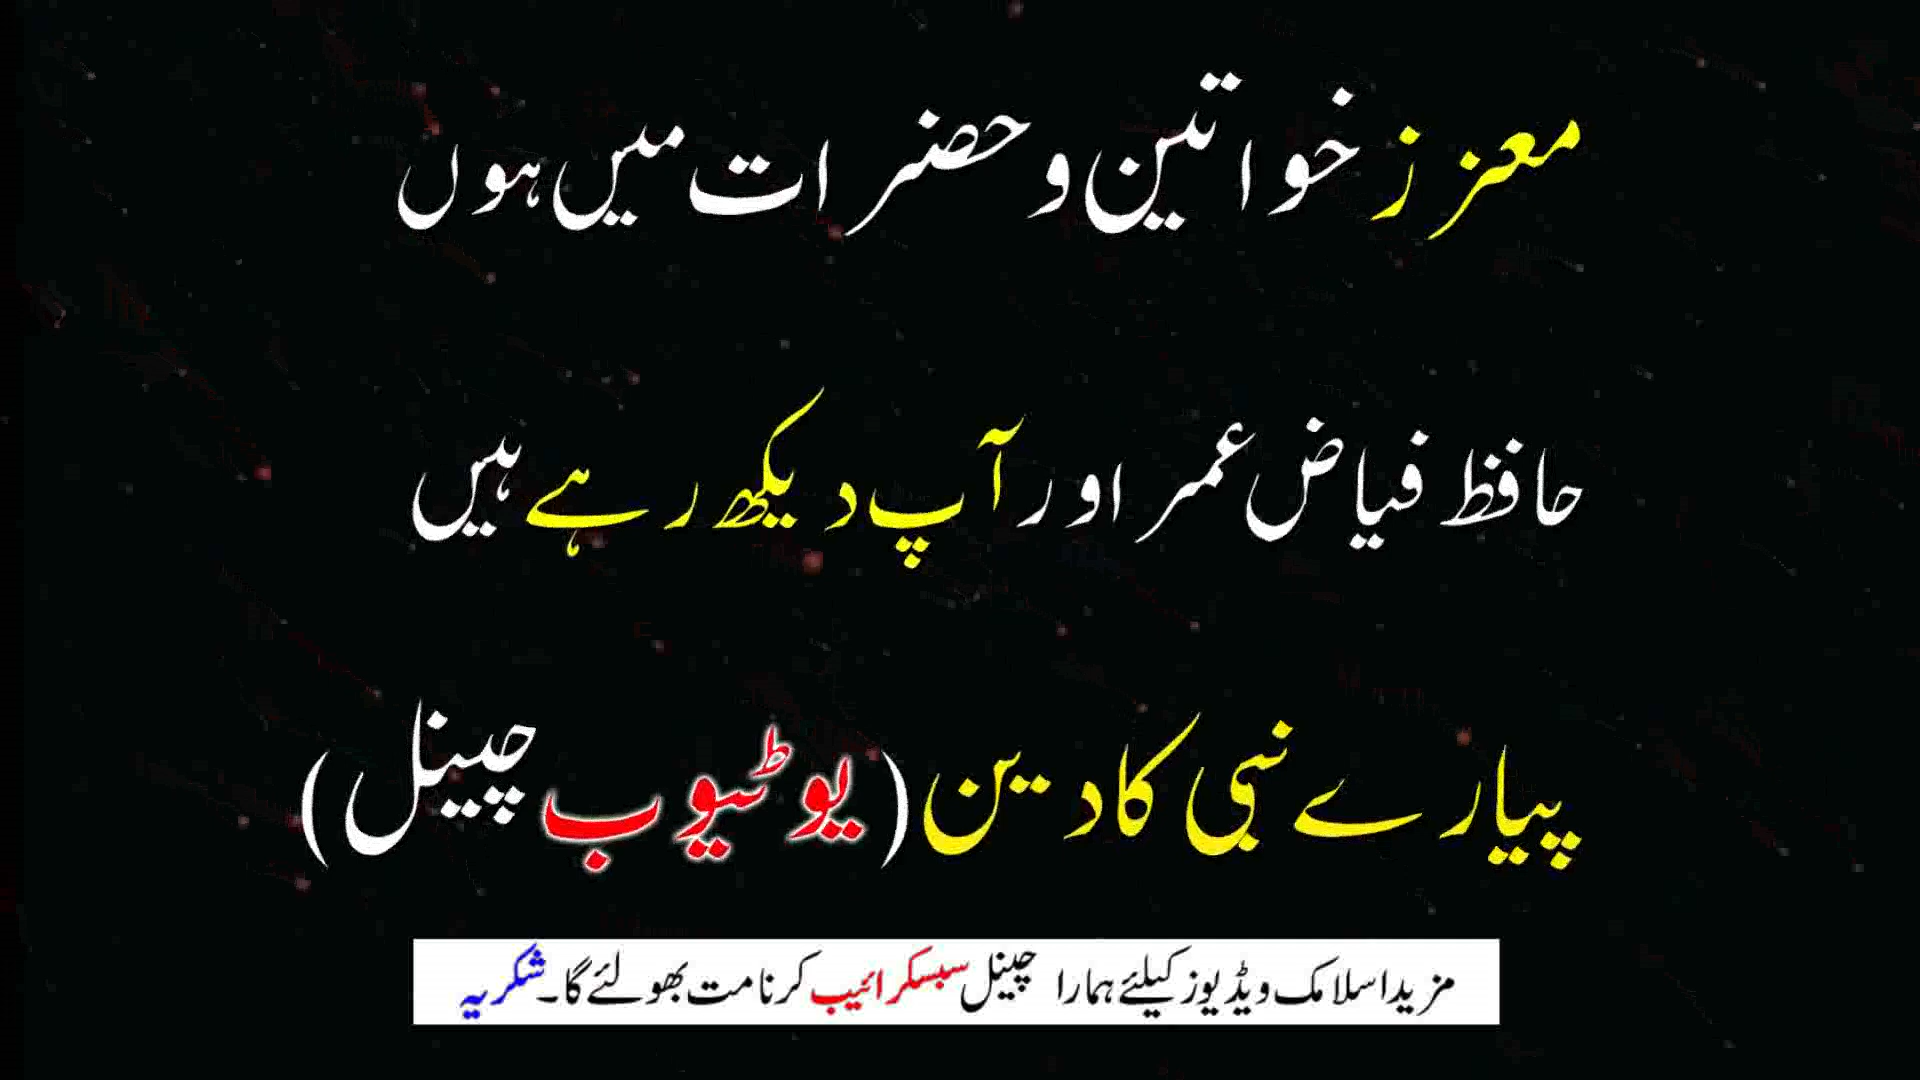 معزز خواتین و حضرات میں ہوں
حافظ فیاض عمر اور آپ دیکھ رہے ہیں
پیارے نبی کا دین (یوٹیوب چینل)
مزید اسلامک ویڈیوز کیلئے ہمارا چینل سبسکرائیب کرنا مت بھولئے گا۔ شکریہ